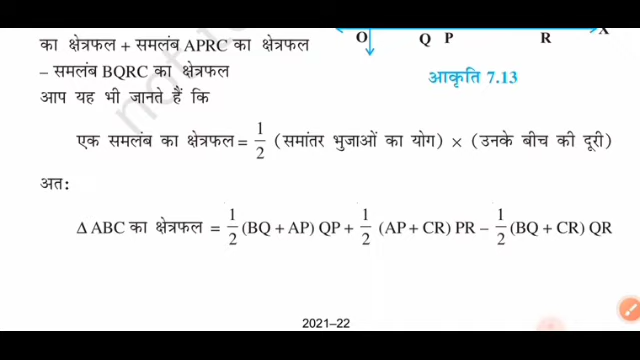 X
O Q P R
का क्षेत्रफल + समलंब APRC का क्षेत्रफल
– समलंब BQRC का क्षेत्रफल
आकृति 7.13
आप यह भी जानते हैं कि
एक समलंब का क्षेत्रफल = 1/2 (समांतर भुजाओं का योग) × (उनके बीच की दूरी)
अत:
Δ ABC का क्षेत्रफल = 1/2 (BQ + AP) QP + 1/2 (AP + CR) PR – 1/2 (BQ + CR) QR
2021–22